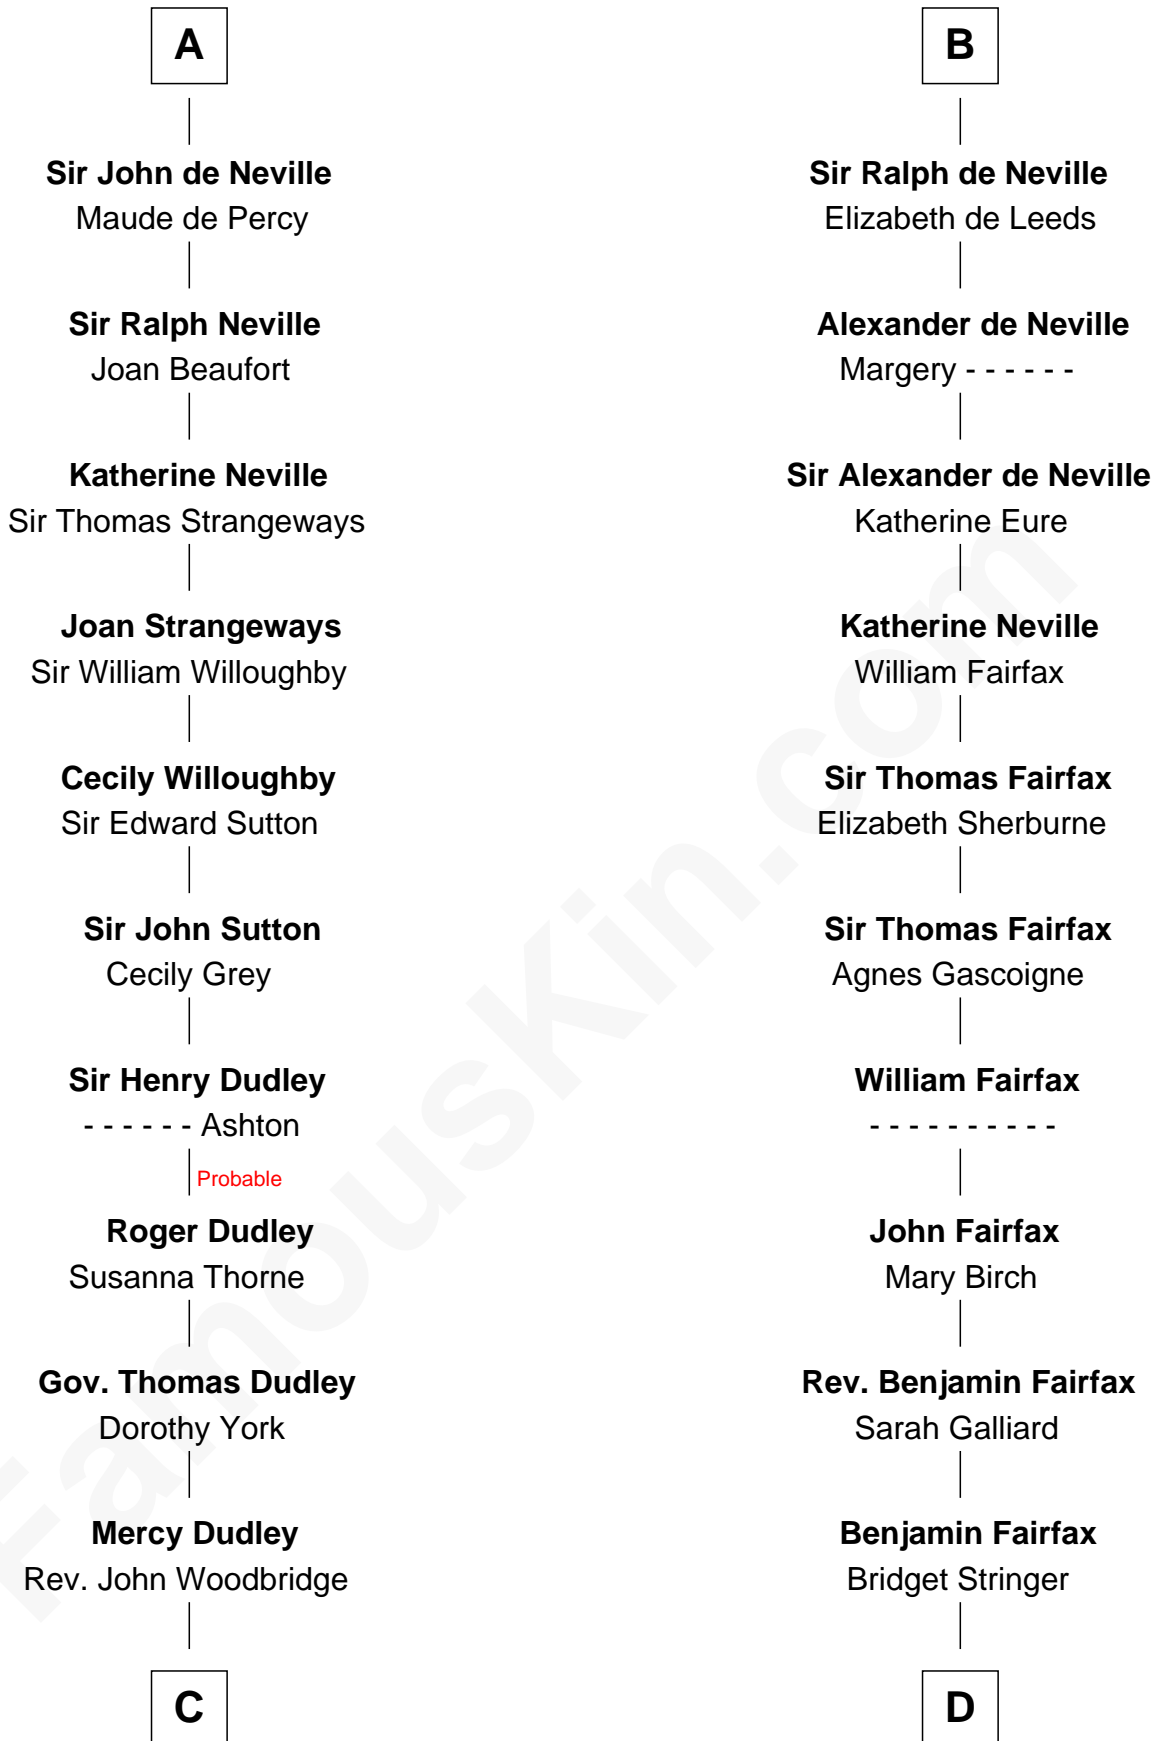 A
Sir John de Neville
Maude de Percy
Sir Ralph Neville
Joan Beaufort
Katherine Neville
Sir Thomas Strangeways
Joan Strangeways
Sir William Willoughby
Cecily Willoughby
Sir Edward Sutton
Sir John Sutton
Cecily Grey
Sir Henry Dudley
- - - - - - Ashton
Probable
Roger Dudley
Susanna Thorne
Gov. Thomas Dudley
Dorothy York
Mercy Dudley
Rev. John Woodbridge
C
B
Sir Ralph de Neville
Elizabeth de Leeds
Alexander de Neville
Margery - - - - - -
Sir Alexander de Neville
Katherine Eure
Katherine Neville
William Fairfax
Sir Thomas Fairfax
Elizabeth Sherburne
Sir Thomas Fairfax
Agnes Gascoigne
William Fairfax
- - - - - - - - - -
John Fairfax
Mary Birch
Rev. Benjamin Fairfax
Sarah Galliard
Benjamin Fairfax
Bridget Stringer
D
FamousKin.com